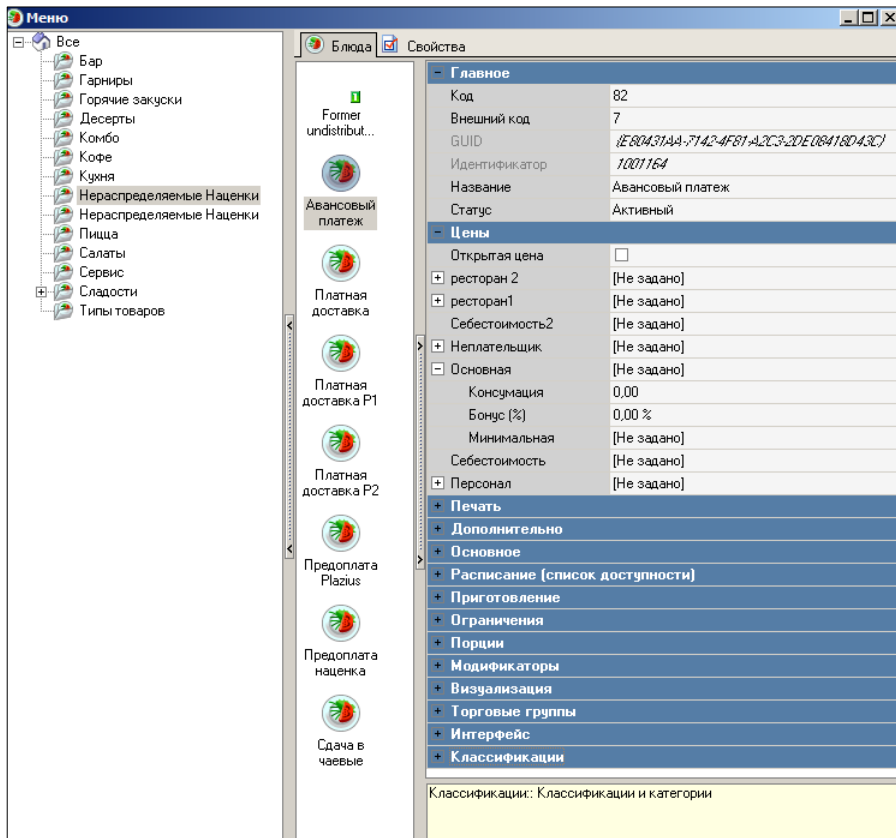 Меню
Все
Бар
Гарниры
Горячие закуски
Десерты
Комбо
Кофе
Кухня
Нераспределяемые Наценки
Нераспределяемые Наценки
Пицца
Салаты
Сервис
Сладости
Типы товаров
Блюда
Свойства
Former
undistribut...
Авансовый
платеж
Платная
доставка
Платная
доставка P1
Платная
доставка P2
Предоплата
Plazius
Предоплата
наценка
Сдача в
чаевые
Главное
Код 82
Внешний код 7
GUID {E80431AA-7142-4F81-A2C3-2DE08418D43C}
Идентификатор 1001164
Название Авансовый платеж
Статус Активный
Цены
Открытая цена
ресторан 2 [Не задано]
ресторан1 [Не задано]
Себестоимость2 [Не задано]
Неплательщик [Не задано]
Основная [Не задано]
Консумация 0,00
Бонус (%) 0,00 %
Минимальная [Не задано]
Себестоимость [Не задано]
Персонал [Не задано]
Печать
Дополнительно
Основное
Расписание (список доступности)
Приготовление
Ограничения
Порции
Модификаторы
Визуализация
Торговые группы
Интерфейс
Классификации
Классификации:: Классификации и категории